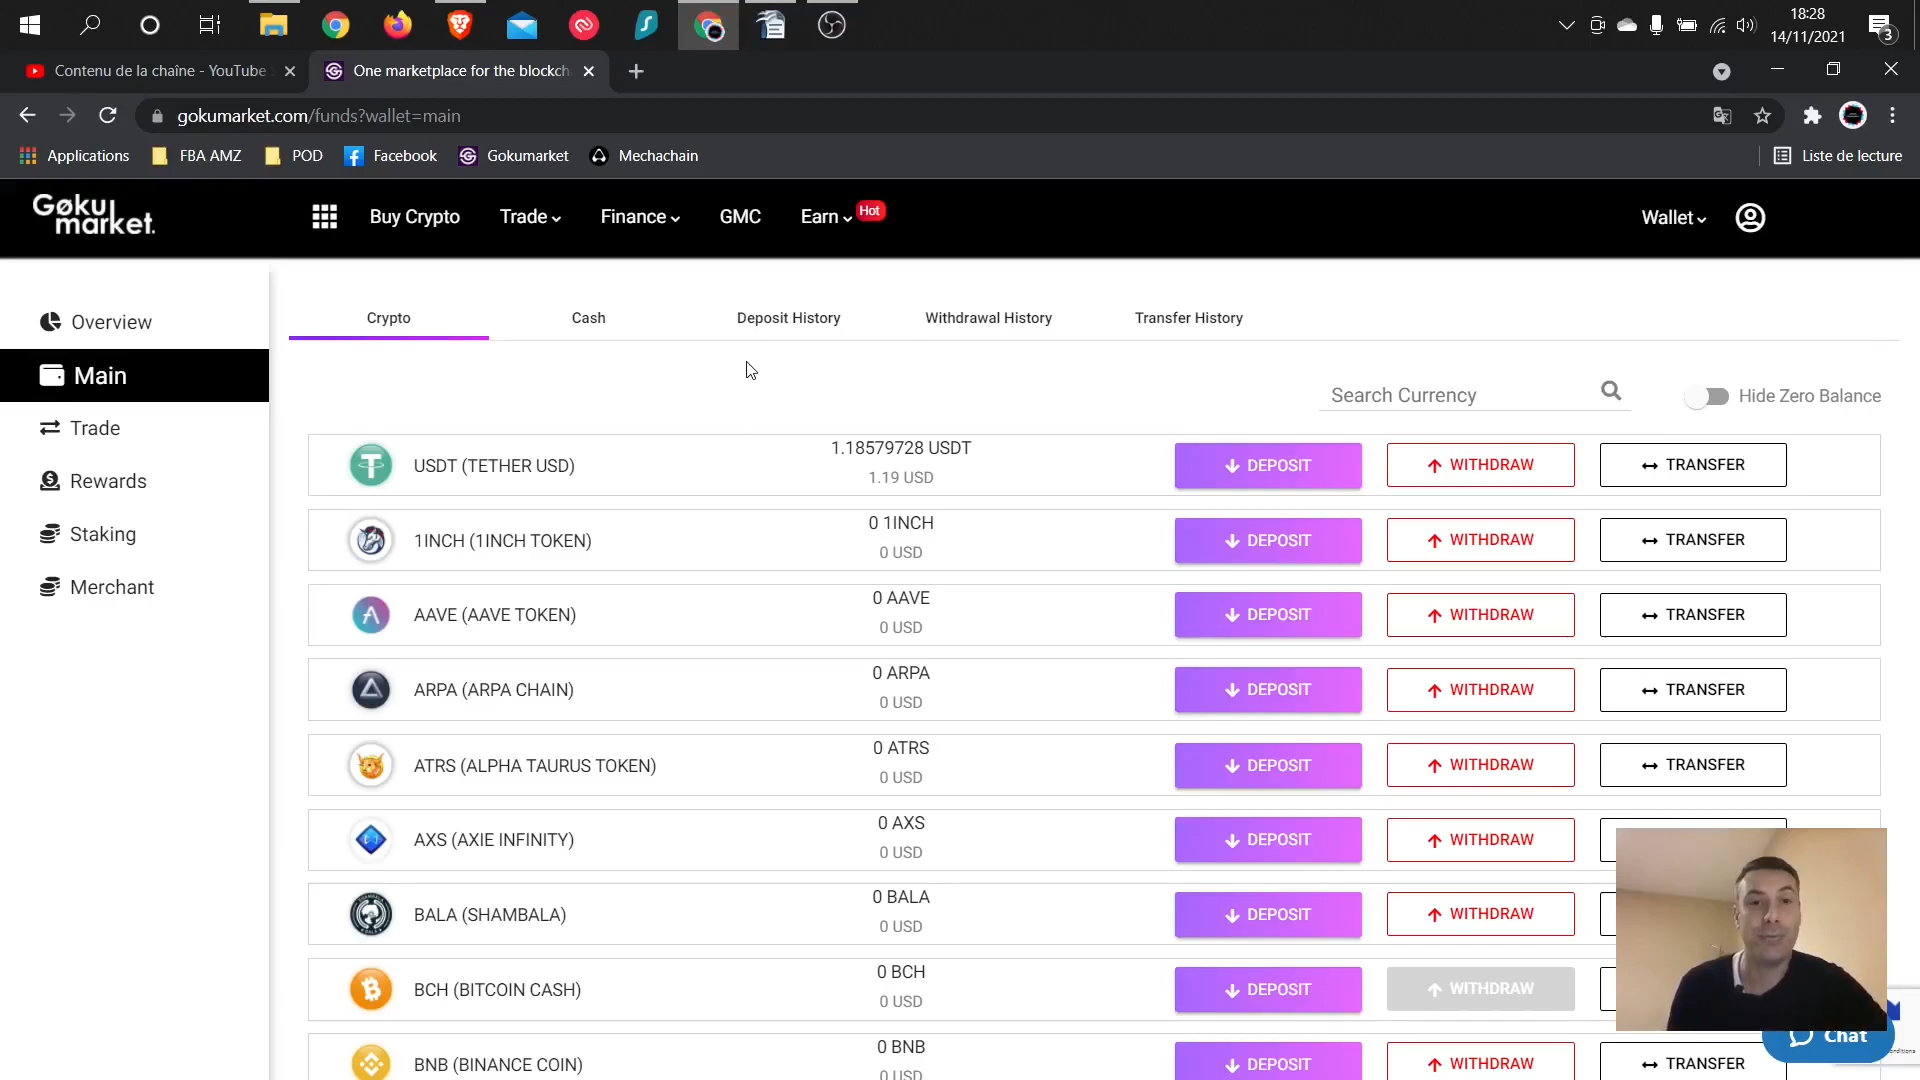 18:28
14/11/2021
3
Contenu de la chaîne - YouTube
One marketplace for the blockch
gokumarket.com/funds?wallet=main
Applications
FBA AMZ
POD
Facebook
Gokumarket
Mechachain
Liste de lecture
Gøku market.
Buy Crypto
Trade
Finance
GMC
Earn
Hot
Wallet
Overview
Main
Trade
Rewards
Staking
Merchant
Crypto
Cash
Deposit History
Withdrawal History
Transfer History
Search Currency
Hide Zero Balance
USDT (TETHER USD)
1.18579728 USDT
1.19 USD
DEPOSIT
WITHDRAW
TRANSFER
1INCH (1INCH TOKEN)
0 1INCH
0 USD
DEPOSIT
WITHDRAW
TRANSFER
AAVE (AAVE TOKEN)
0 AAVE
0 USD
DEPOSIT
WITHDRAW
TRANSFER
ARPA (ARPA CHAIN)
0 ARPA
0 USD
DEPOSIT
WITHDRAW
TRANSFER
ATRS (ALPHA TAURUS TOKEN)
0 ATRS
0 USD
DEPOSIT
WITHDRAW
TRANSFER
AXS (AXIE INFINITY)
0 AXS
0 USD
DEPOSIT
WITHDRAW
BALA (SHAMBALA)
0 BALA
0 USD
DEPOSIT
WITHDRAW
BCH (BITCOIN CASH)
0 BCH
0 USD
DEPOSIT
WITHDRAW
BNB (BINANCE COIN)
0 BNB
0 USD
DEPOSIT
WITHDRAW
TRANSFER
Chat